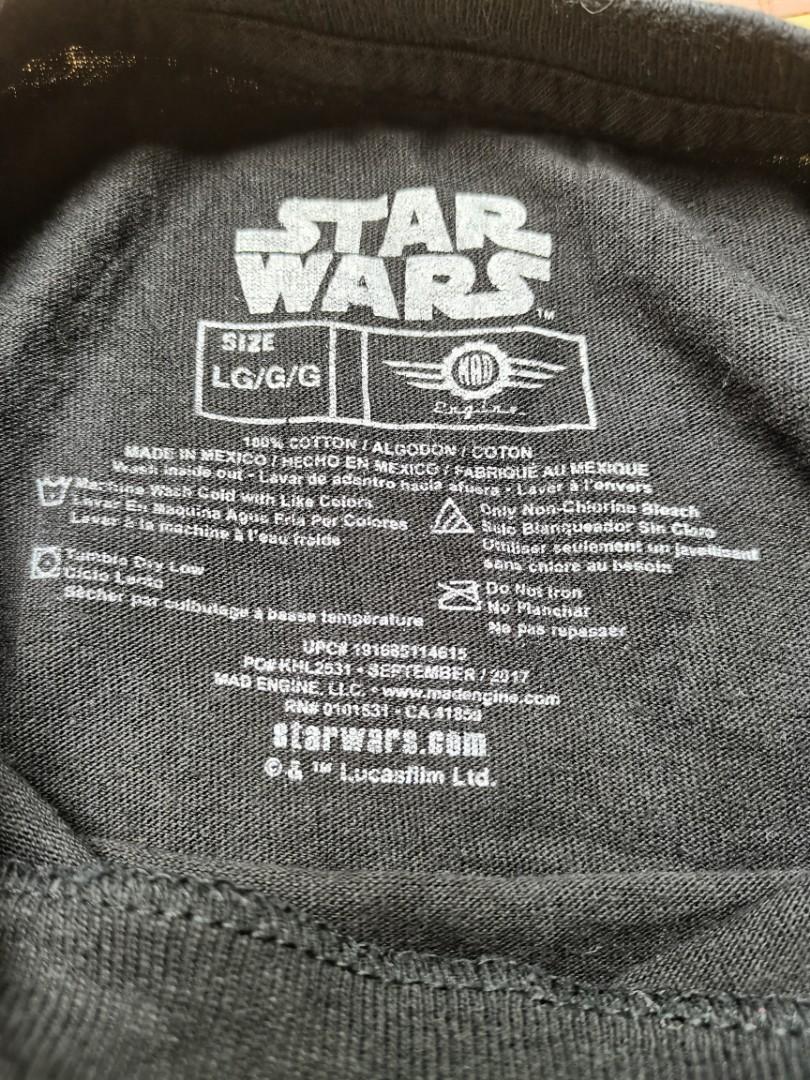 STAR
WARS™
SIZE
LG/G/G
MAD
Engine
100% COTTON / ALGODON / COTON
MADE IN MEXICO / HECHO EN MEXICO / FABRIQUÉ AU MEXIQUE
Wash inside out - Lavar de adentro hacia afuera - Laver à l'envers
Machine Wash Cold with Like Colors
Lavar En Maquina Agua Fria Por Colores
Laver à la machine à l'eau froide
Only Non-Chlorine Bleach
Solo Blanqueador Sin Cloro
Utiliser seulement un javellisant
sans chlore au besoin
Tumble Dry Low
Ciclo Lento
Sécher par culbutage à basse température
Do Not Iron
No Planchar
Ne pas repasser
UPC# 191685114615
PO# KHL2531 • SEPTEMBER / 2017
MAD ENGINE, LLC. • www.madengine.com
RN# 0101531 - CA 41850
starwars.com
© & ™ Lucasfilm Ltd.